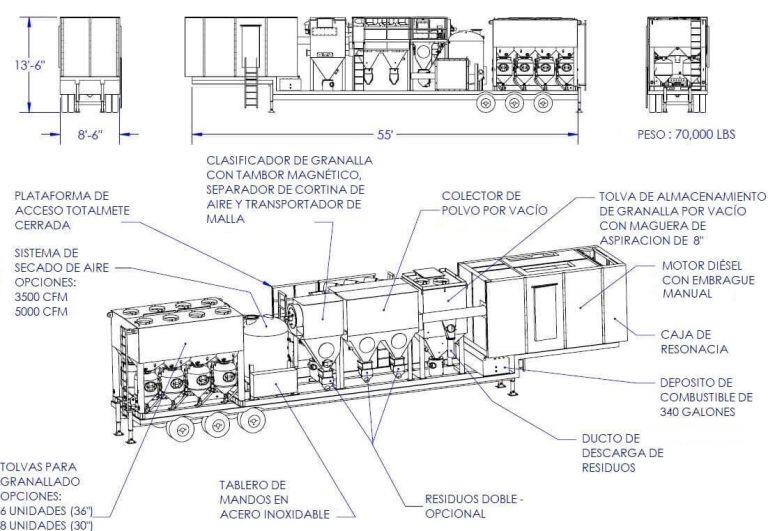 13'-6"
8'-6"
55'
PESO : 70,000 LBS
CLASIFICADOR DE GRANALLA
CON TAMBOR MAGNÉTICO,
SEPARADOR DE CORTINA DE
AIRE Y TRANSPORTADOR DE
MALLA
PLATAFORMA DE
ACCESO TOTALMETE
CERRADA
COLECTOR DE
POLVO POR VACÍO
TOLVA DE ALMACENAMIENTO
DE GRANALLA POR VACÍO
CON MAGUERA DE
ASPIRACION DE 8"
SISTEMA DE
SECADO DE AIRE
OPCIONES:
3500 CFM
5000 CFM
MOTOR DIÉSEL
CON EMBRAGUE
MANUAL
CAJA DE
RESONACIA
DEPOSITO DE
COMBUSTIBLE DE
340 GALONES
DUCTO DE
DESCARGA DE
RESIDUOS
TOLVAS PARA
GRANALLADO
OPCIONES:
6 UNIDADES (36")
8 UNIDADES (30")
TABLERO DE
MANDOS EN
ACERO INOXIDABLE
RESIDUOS DOBLE -
OPCIONAL